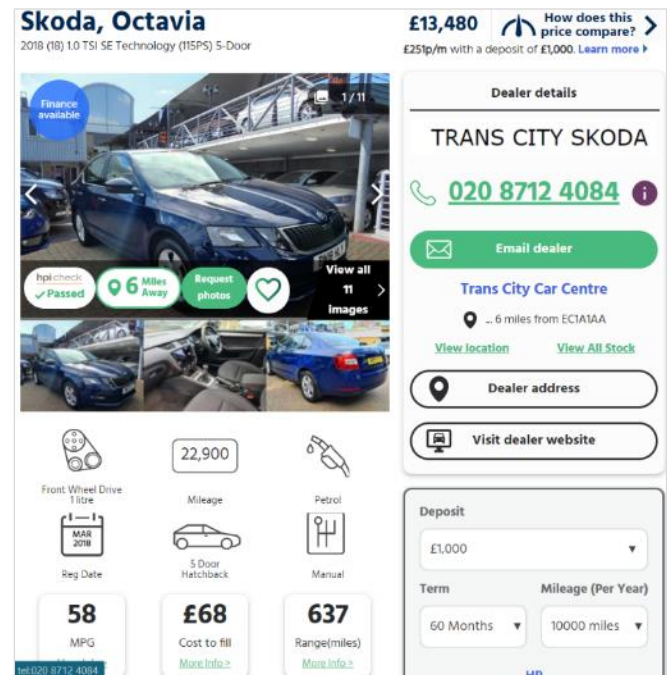 Skoda, Octavia
2018 (18) 1.0 TSI SE Technology (115PS) 5-Door
£13,480
How does this
price compare?
£251p/m with a deposit of £1,000. Learn more
Finance
available
1/11
hpi check
Passed
6 Miles
Away
Request
photos
View all
11
images
Front Wheel Drive
1 litre
22,900
Mileage
Petrol
MAR
2018
Reg Date
5 Door
Hatchback
Manual
58
MPG
£68
Cost to fill
More Info >
637
Range(miles)
More Info >
tel:020 8712 4084
Dealer details
TRANS CITY SKODA
020 8712 4084
i
Email dealer
Trans City Car Centre
... 6 miles from EC1A1AA
View location
View All Stock
Dealer address
Visit dealer website
Deposit
£1,000
Term
Mileage (Per Year)
60 Months
10000 miles